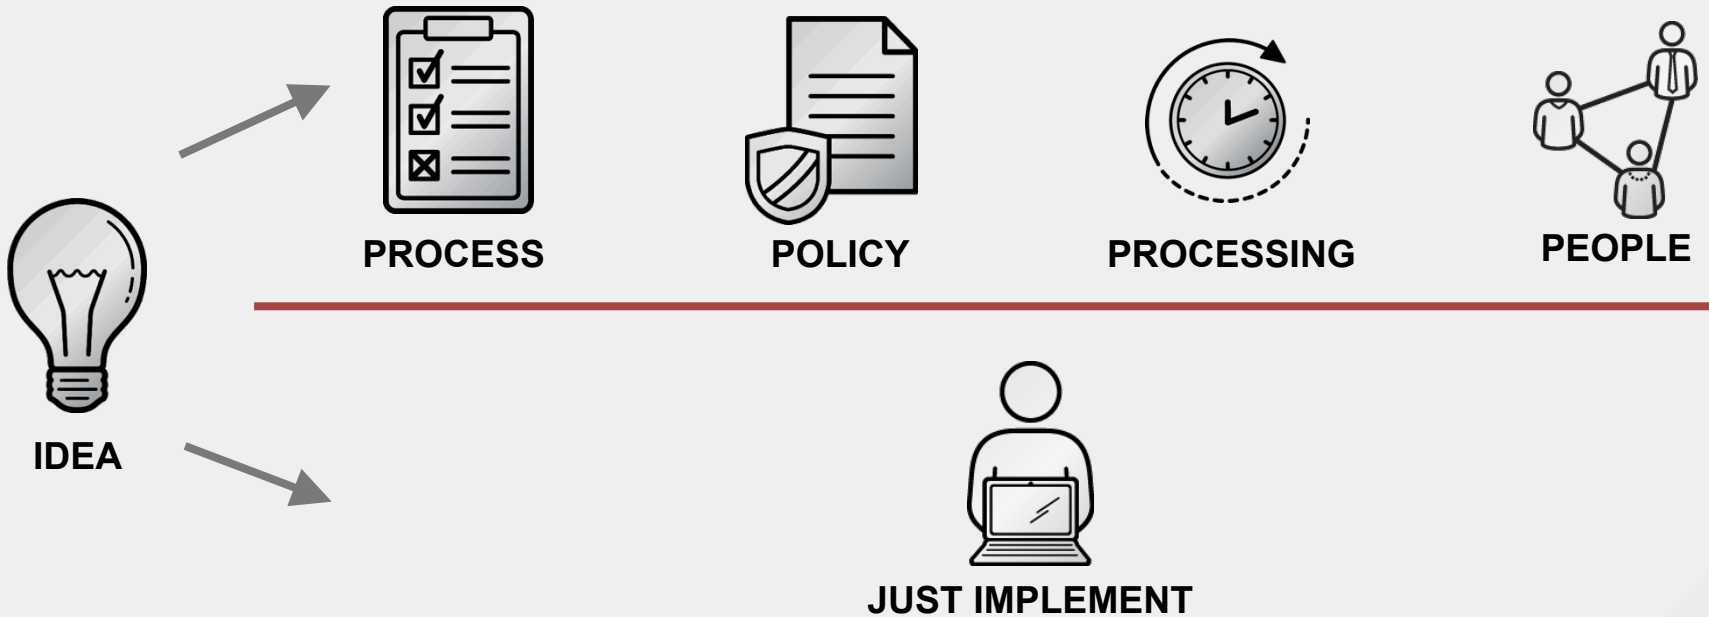 PROCESS
POLICY
PROCESSING
PEOPLE
IDEA
JUST IMPLEMENT